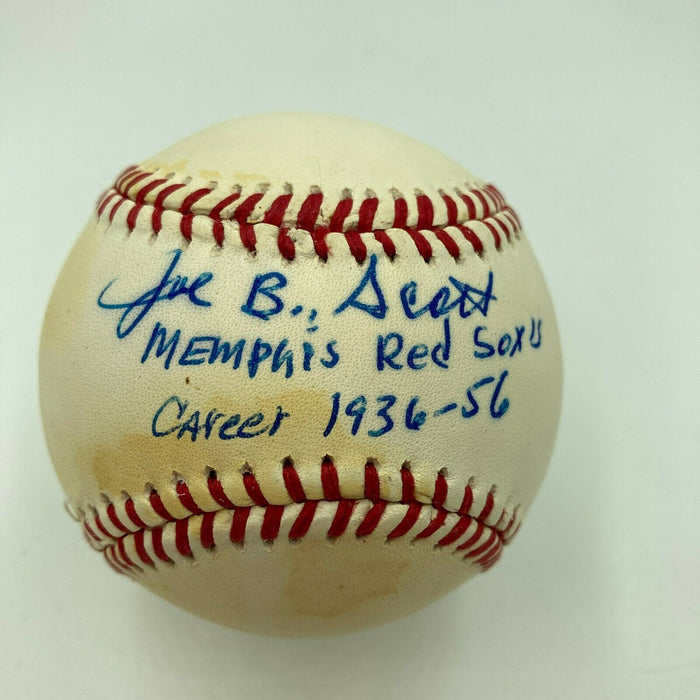 Joe B., Scott
MEMPHIS Red Sox's
Career 1936-56